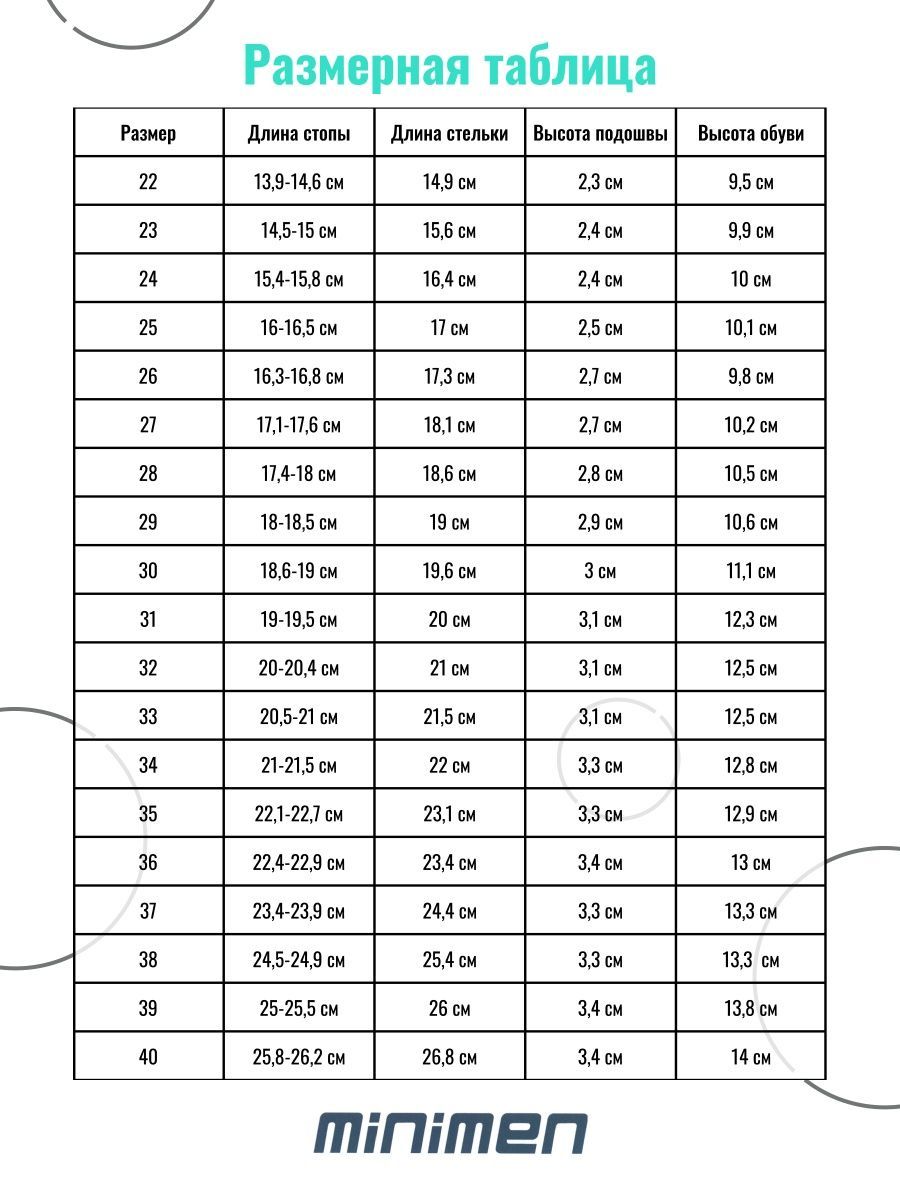 Размерная таблица
Размер Длина стопы Длина стельки Высота подошвы Высота обуви
22 13,9-14,6 см 14,9 см 2,3 см 9,5 см
23 14,5-15 см 15,6 см 2,4 см 9,9 см
24 15,4-15,8 см 16,4 см 2,4 см 10 см
25 16-16,5 см 17 см 2,5 см 10,1 см
26 16,3-16,8 см 17,3 см 2,7 см 9,8 см
27 17,1-17,6 см 18,1 см 2,7 см 10,2 см
28 17,4-18 см 18,6 см 2,8 см 10,5 см
29 18-18,5 см 19 см 2,9 см 10,6 см
30 18,6-19 см 19,6 см 3 см 11,1 см
31 19-19,5 см 20 см 3,1 см 12,3 см
32 20-20,4 см 21 см 3,1 см 12,5 см
33 20,5-21 см 21,5 см 3,1 см 12,5 см
34 21-21,5 см 22 см 3,3 см 12,8 см
35 22,1-22,7 см 23,1 см 3,3 см 12,9 см
36 22,4-22,9 см 23,4 см 3,4 см 13 см
37 23,4-23,9 см 24,4 см 3,3 см 13,3 см
38 24,5-24,9 см 25,4 см 3,3 см 13,3 см
39 25-25,5 см 26 см 3,4 см 13,8 см
40 25,8-26,2 см 26,8 см 3,4 см 14 см
minimen